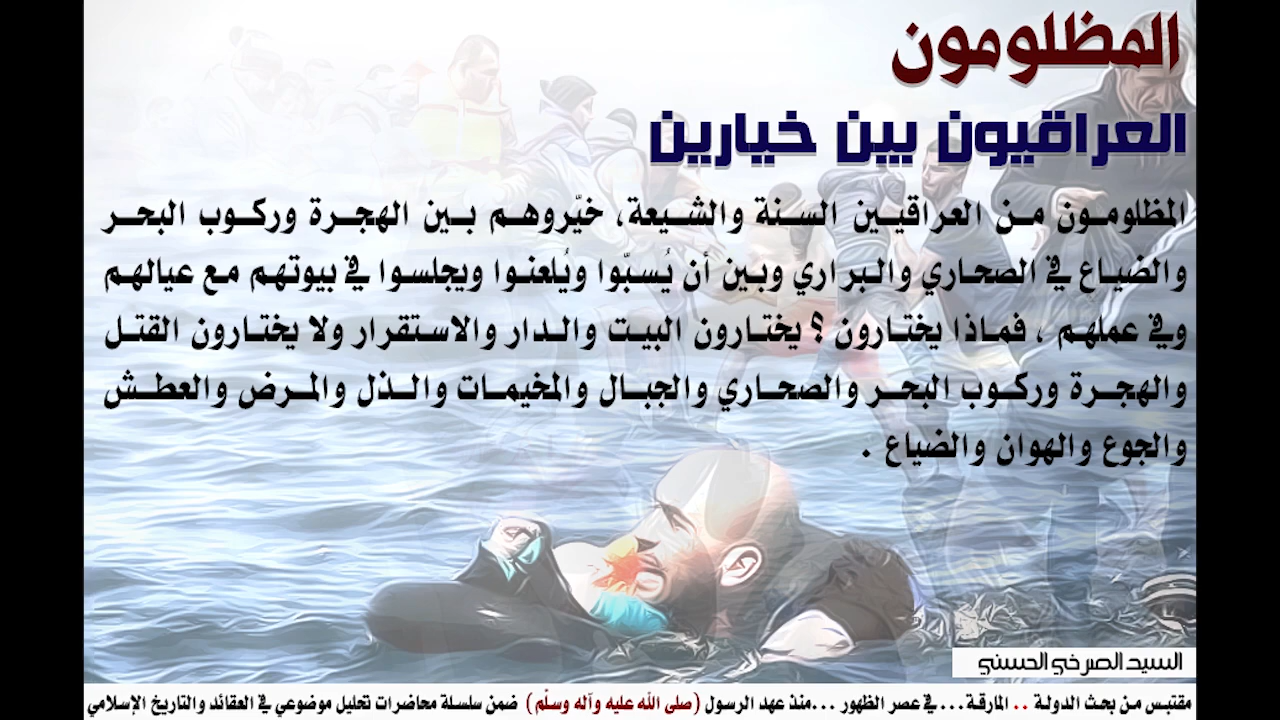 المظلومون
العراقيون بين خيارين
المظلومون من العراقيين السنة والشيعة، خيّروهم بين الهجرة وركوب البحر
والضياع في الصحاري والبراري وبين أن يُسبّوا ويُلعنوا ويجلسوا في بيوتهم مع عيالهم
وفي عملهم ، فماذا يختارون ؟ يختارون البيت والدار والاستقرار ولا يختارون القتل
والهجرة وركوب البحر والصحاري والجبال والمخيمات والذل والمرض والعطش
والجوع والهوان والضياع .
السيد الصرخي الحسني
مقتبس من بحث الدولة .. المارقة...في عصر الظهور ...منذ عهد الرسول (صلى الله عليه وآله وسلّم) ضمن سلسلة محاضرات تحليل موضوعي في العقائد والتاريخ الإسلامي